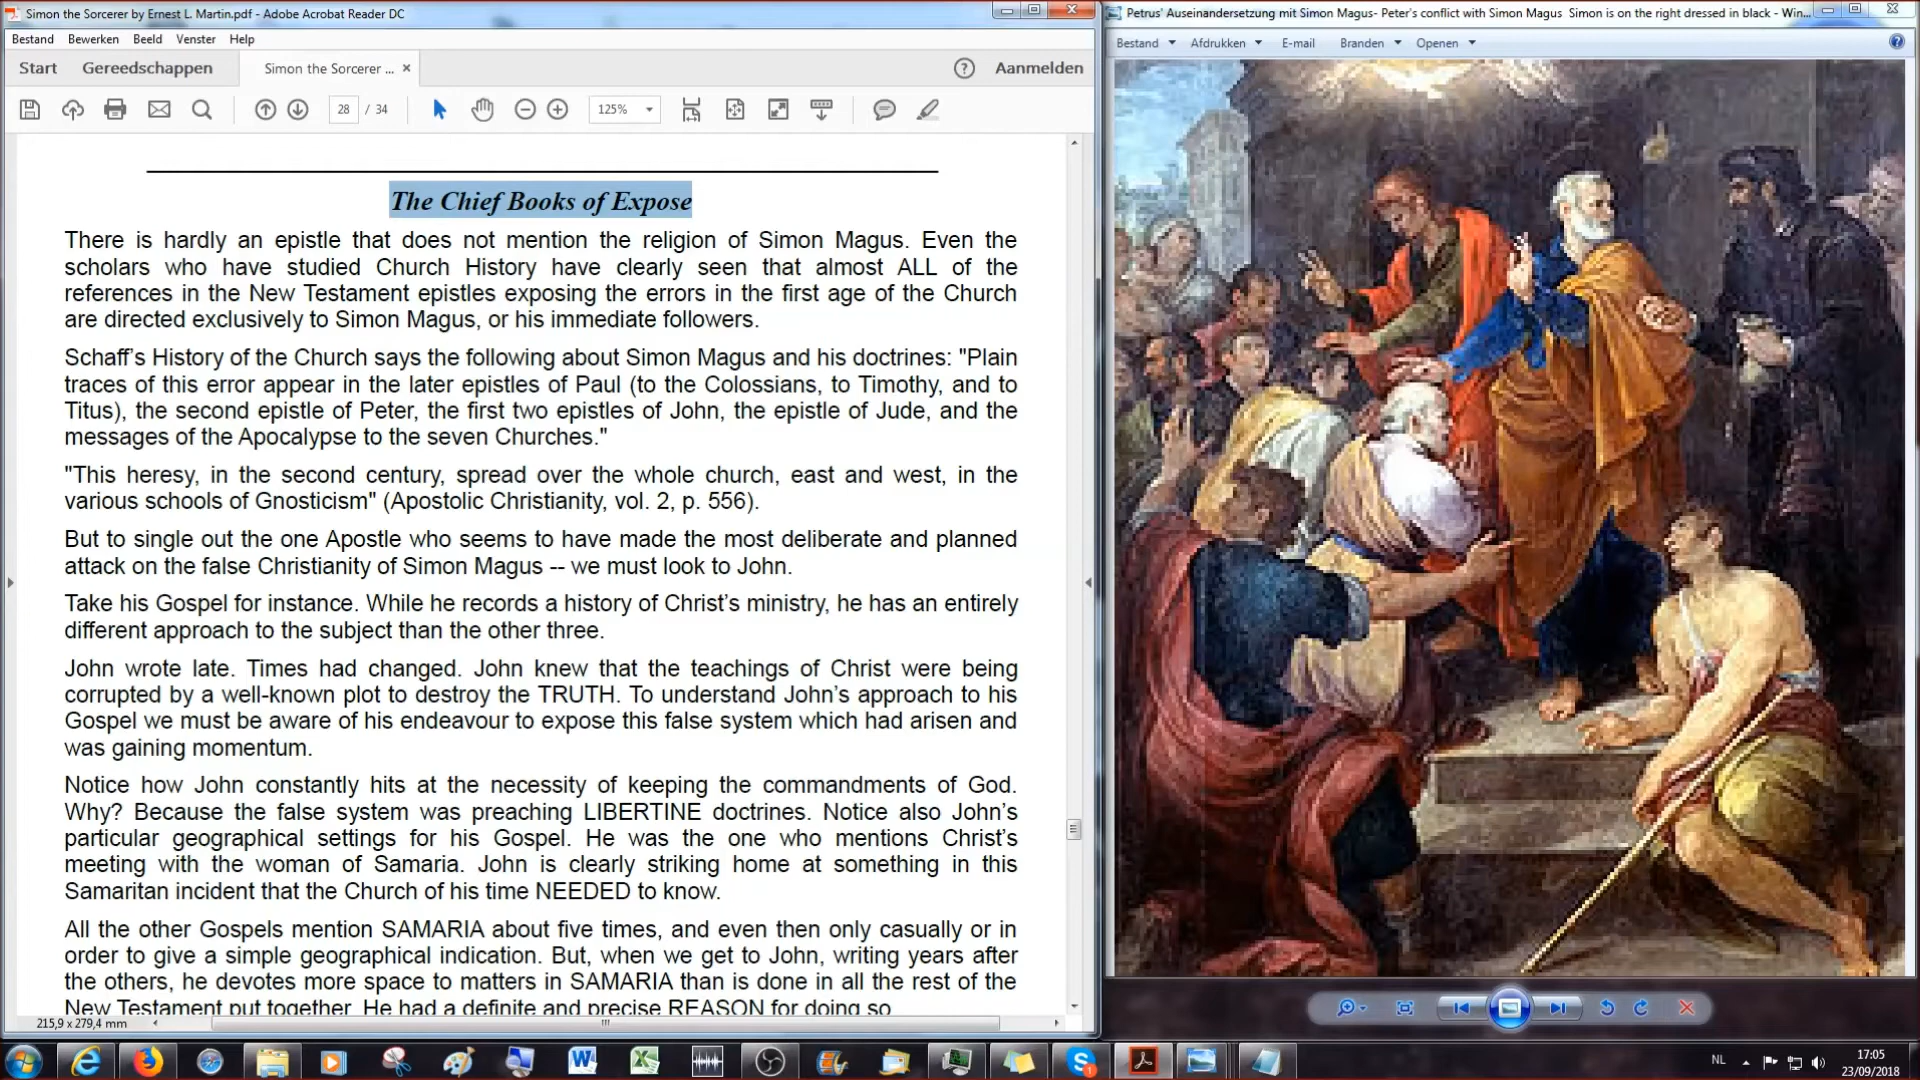 Simon the Sorcerer by Ernest L. Martin.pdf - Adobe Acrobat Reader DC
Bestand Bewerken Beeld Venster Help
Start Gereedschappen Simon the Sorcerer ... × ? Aanmelden
28 / 34 125%
The Chief Books of Expose
There is hardly an epistle that does not mention the religion of Simon Magus. Even the
scholars who have studied Church History have clearly seen that almost ALL of the
references in the New Testament epistles exposing the errors in the first age of the Church
are directed exclusively to Simon Magus, or his immediate followers.
Schaff's History of the Church says the following about Simon Magus and his doctrines: "Plain
traces of this error appear in the later epistles of Paul (to the Colossians, to Timothy, and to
Titus), the second epistle of Peter, the first two epistles of John, the epistle of Jude, and the
messages of the Apocalypse to the seven Churches."
"This heresy, in the second century, spread over the whole church, east and west, in the
various schools of Gnosticism" (Apostolic Christianity, vol. 2, p. 556).
But to single out the one Apostle who seems to have made the most deliberate and planned
attack on the false Christianity of Simon Magus -- we must look to John.
Take his Gospel for instance. While he records a history of Christ's ministry, he has an entirely
different approach to the subject than the other three.
John wrote late. Times had changed. John knew that the teachings of Christ were being
corrupted by a well-known plot to destroy the TRUTH. To understand John's approach to his
Gospel we must be aware of his endeavour to expose this false system which had arisen and
was gaining momentum.
Notice how John constantly hits at the necessity of keeping the commandments of God.
Why? Because the false system was preaching LIBERTINE doctrines. Notice also John's
particular geographical settings for his Gospel. He was the one who mentions Christ's
meeting with the woman of Samaria. John is clearly striking home at something in this
Samaritan incident that the Church of his time NEEDED to know.
All the other Gospels mention SAMARIA about five times, and even then only casually or in
order to give a simple geographical indication. But, when we get to John, writing years after
the others, he devotes more space to matters in SAMARIA than is done in all the rest of the
New Testament put together. He had a definite and precise REASON for doing so
215,9 x 279,4 mm
Petrus' Auseinandersetzung mit Simon Magus- Peter's conflict with Simon Magus Simon is on the right dressed in black - Win...
Bestand Afdrukken E-mail Branden Openen
NL 17:05
23/09/2018